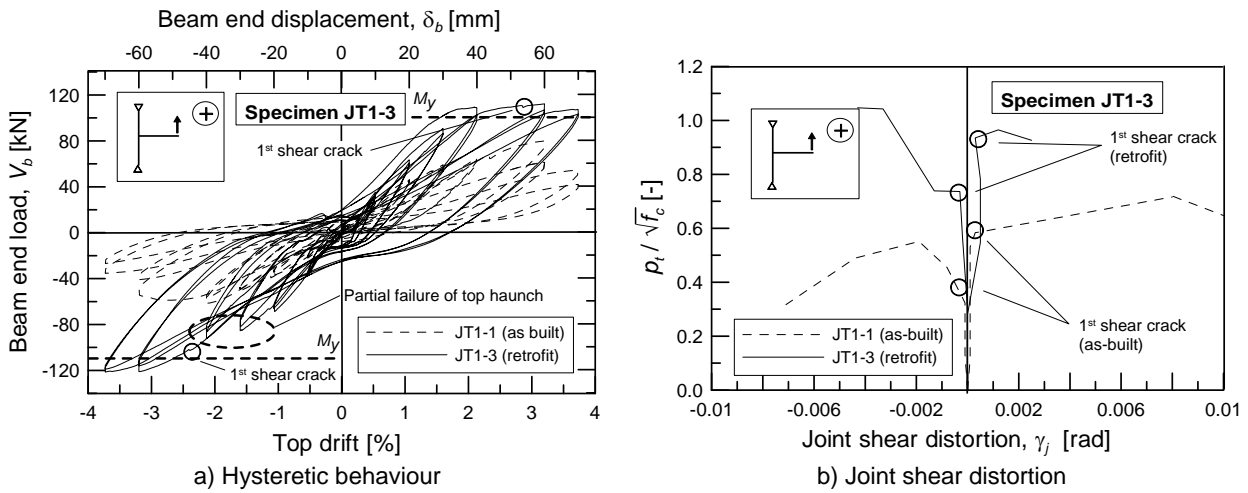 Beam end displacement, δb [mm]
-60 -40 -20 0 20 40 60
120
80
40
0
-40
-80
-120
Beam end load, Vb [kN]
+
Specimen JT1-3
My
1st shear crack
Partial failure of top haunch
JT1-1 (as built)
JT1-3 (retrofit)
My
1st shear crack
-4 -3 -2 -1 0 1 2 3 4
Top drift [%]
a) Hysteretic behaviour
1.2
1.0
0.8
0.6
0.4
0.2
0.0
pt / √fc [-]
+
Specimen JT1-3
1st shear crack
(retrofit)
1st shear crack
(as-built)
JT1-1 (as-built)
JT1-3 (retrofit)
-0.01 -0.006 -0.002 0.002 0.006 0.01
Joint shear distortion, γj [rad]
b) Joint shear distortion